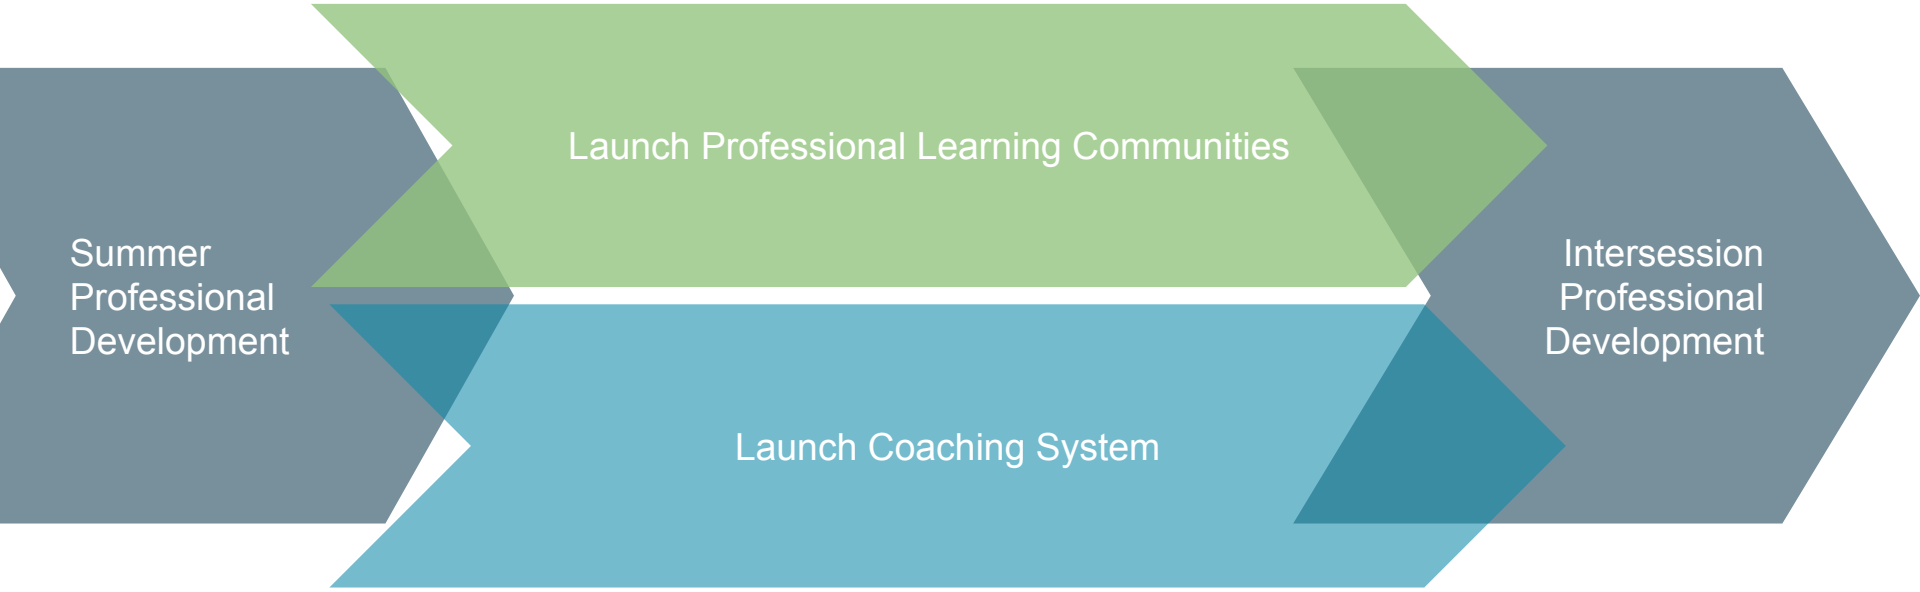 Launch Professional Learning Communities
Summer
Professional
Development
Intersession
Professional
Development
Launch Coaching System